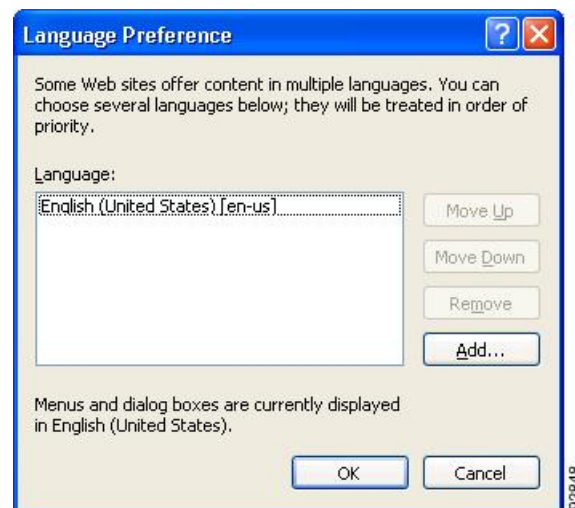 Language Preference
Some Web sites offer content in multiple languages. You can
choose several languages below; they will be treated in order of
priority.
Language:
English (United States) [en-us]
Move Up
Move Down
Remove
Add...
Menus and dialog boxes are currently displayed
in English (United States).
OK
Cancel